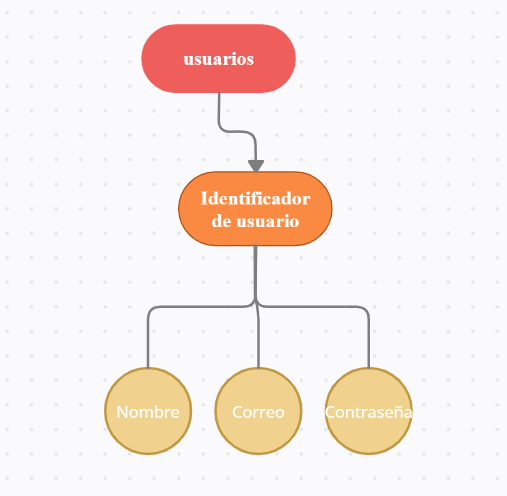 usuarios
Identificador
de usuario
Nombre
Correo
Contraseña